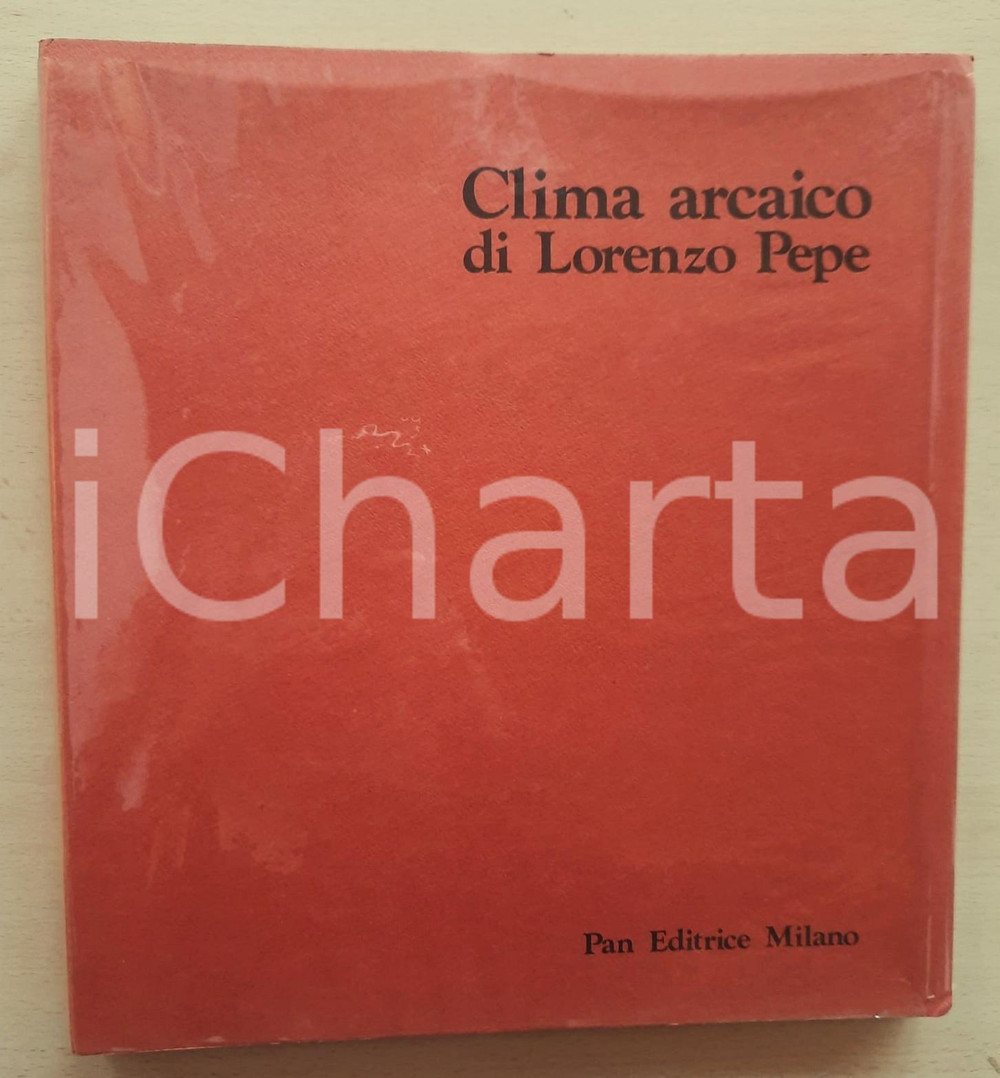 Clima arcaico
di Lorenzo Pepe
iCharta
Pan Editrice Milano